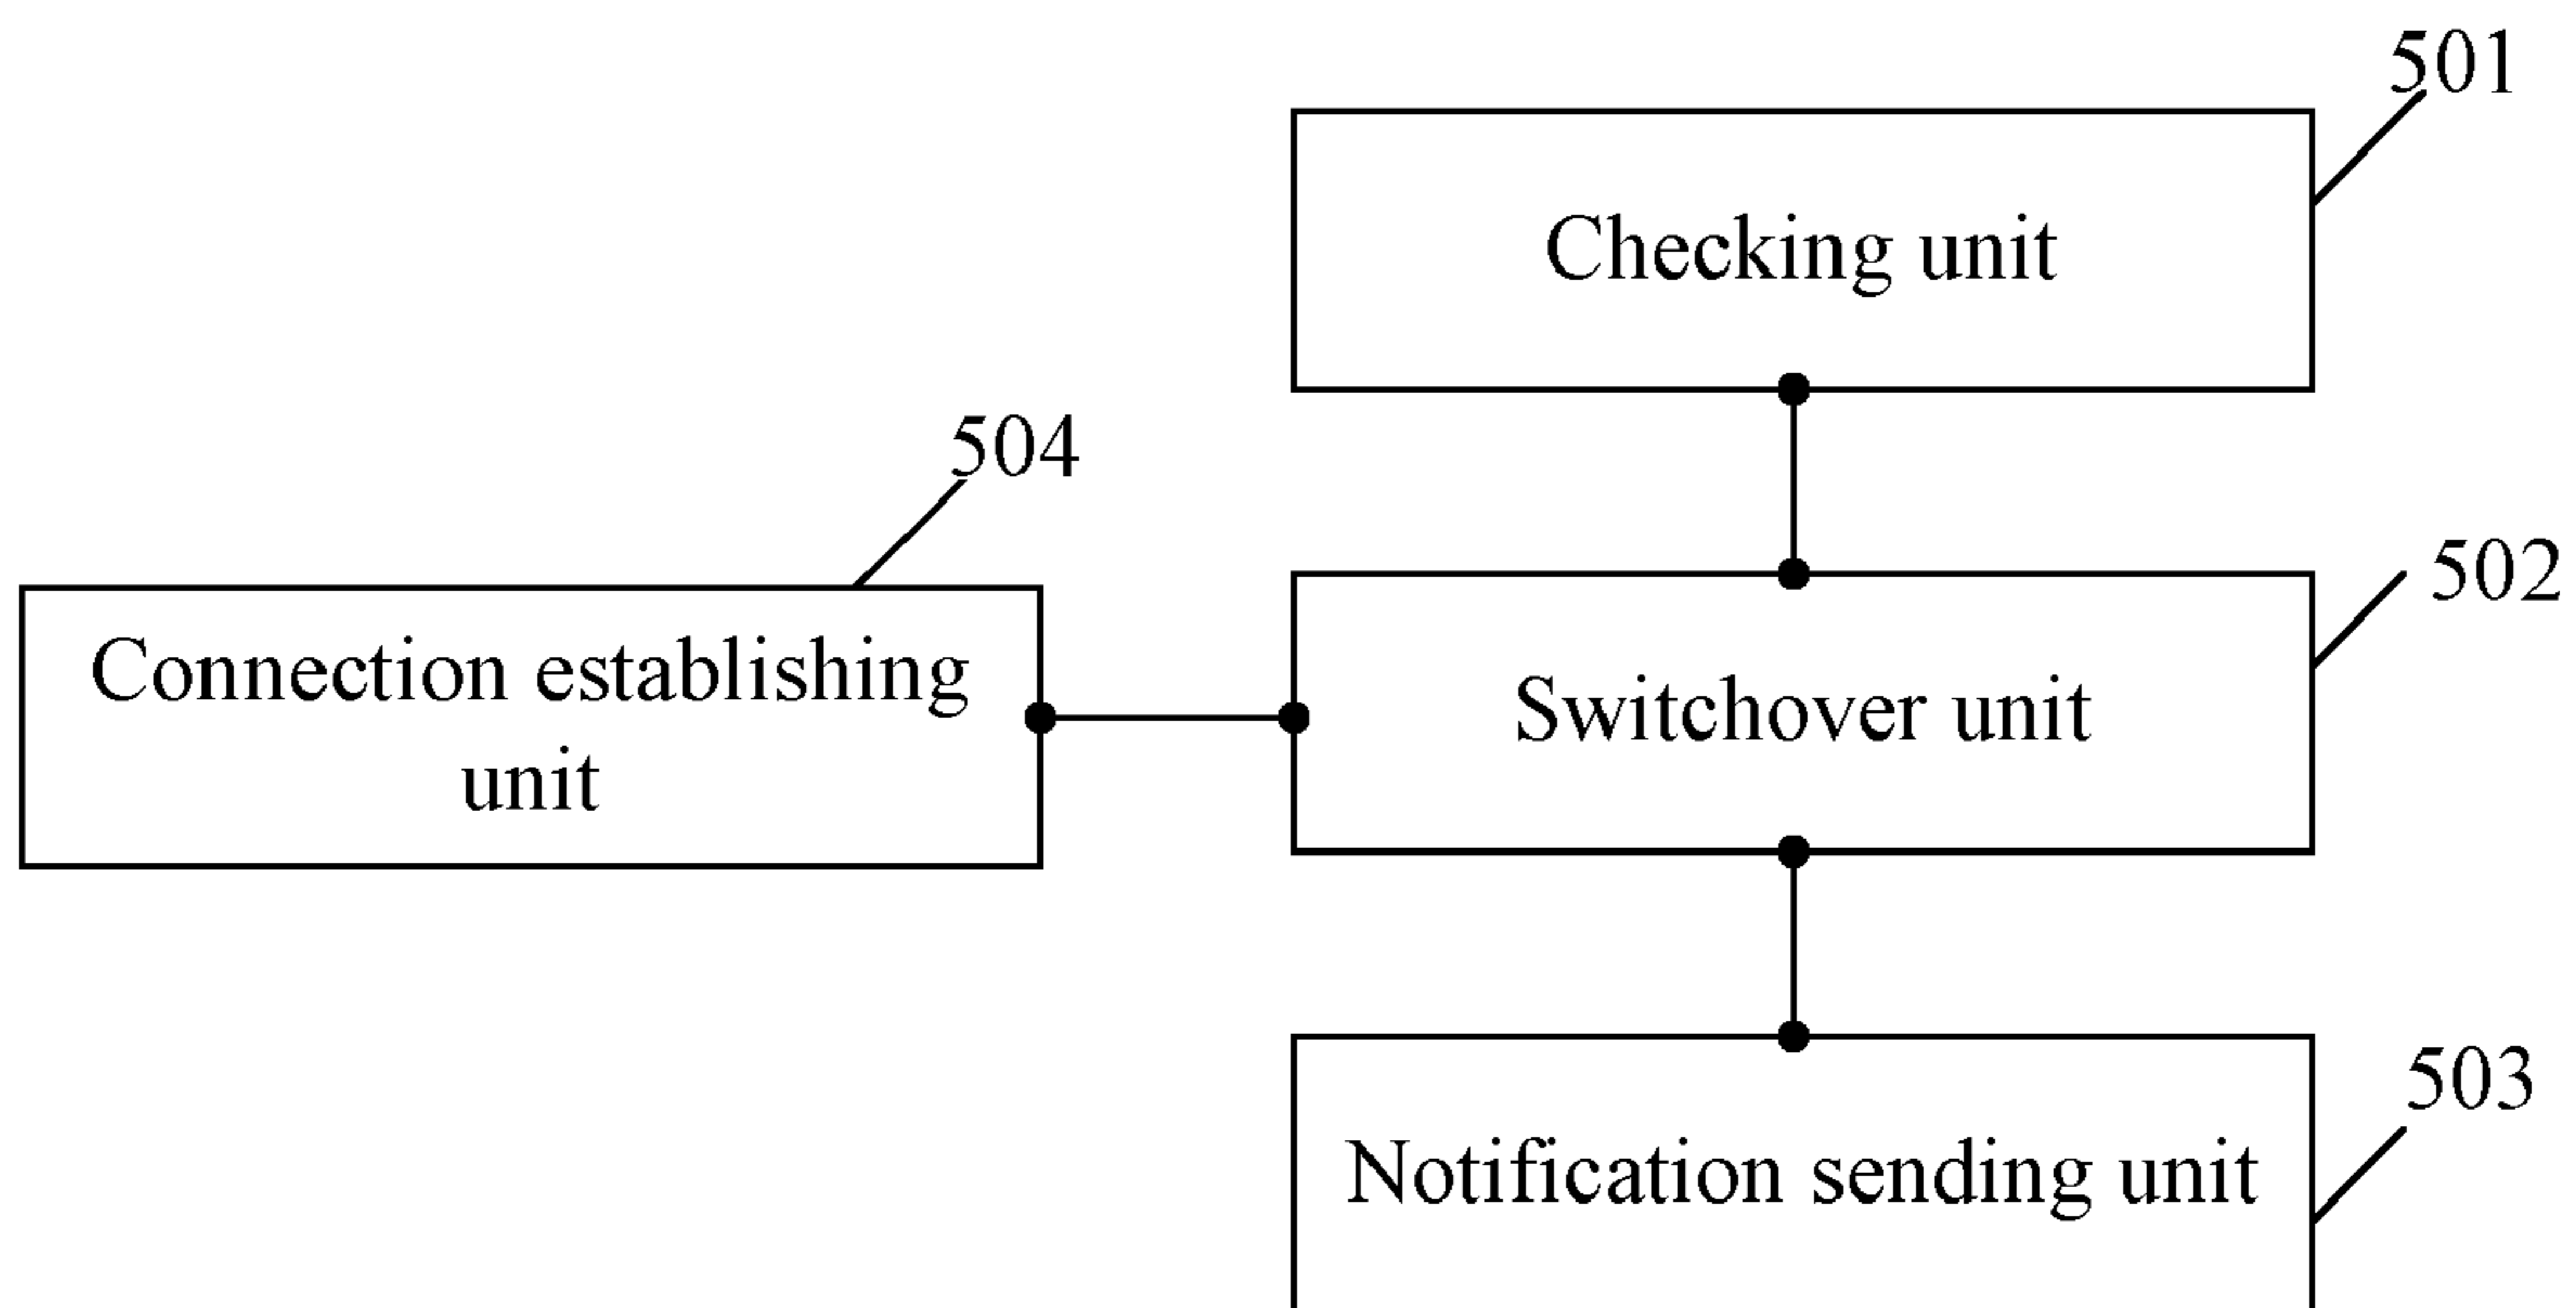 501
Checking unit
504
Connection establishing
unit
502
Switchover unit
503
Notification sending unit